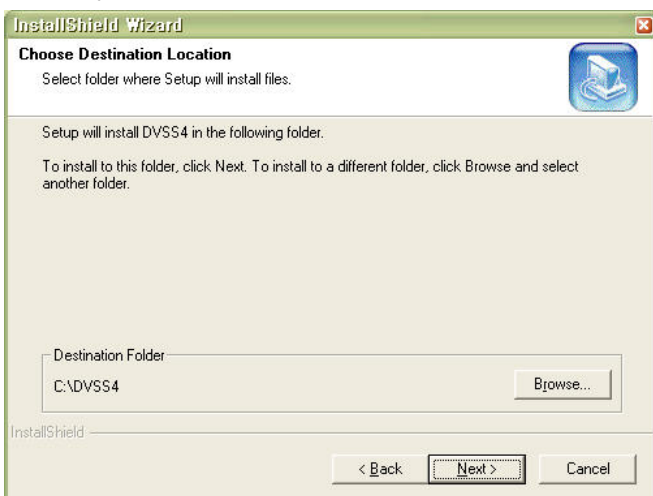 InstallShield Wizard
Choose Destination Location
Select folder where Setup will install files.
Setup will install DVSS4 in the following folder.
To install to this folder, click Next. To install to a different folder, click Browse and select
another folder.
Destination Folder
C:\DVSS4
Browse...
InstallShield
< Back
Next >
Cancel